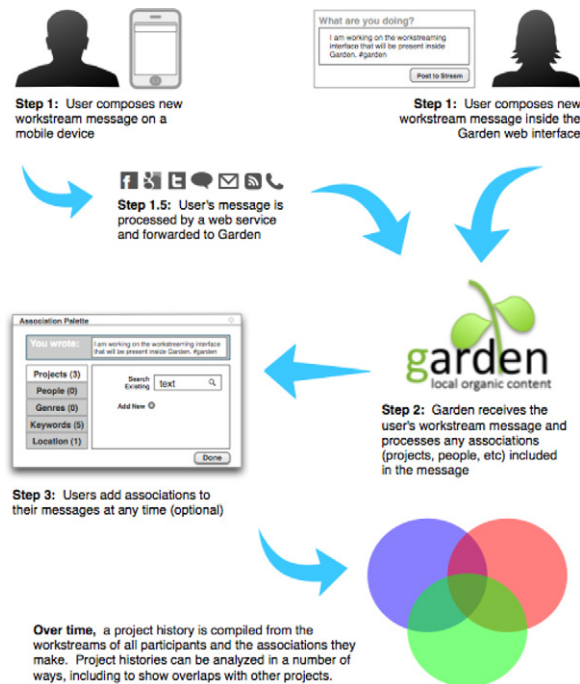 What are you doing?
I am working on the workstreaming
interface that will be present inside
Garden. #garden
Post to Stream
Step 1: User composes new
workstream message on a
mobile device
Step 1: User composes new
workstream message inside the
Garden web interface
Step 1.5: User's message is
processed by a web service
and forwarded to Garden
garden
local organic content
Step 2: Garden receives the
user's workstream message and
processes any associations
(projects, people, etc) included
in the message
Association Palette
You wrote:
I am working on the workstreaming interface
that will be present inside Garden. #garden
Projects (3)
People (0)
Genres (0)
Keywords (5)
Location (1)
Search
Existing
text
Add New
Done
Step 3: Users add associations to
their messages at any time (optional)
Over time, a project history is compiled from the
workstreams of all participants and the associations they
make. Project histories can be analyzed in a number of
ways, including to show overlaps with other projects.